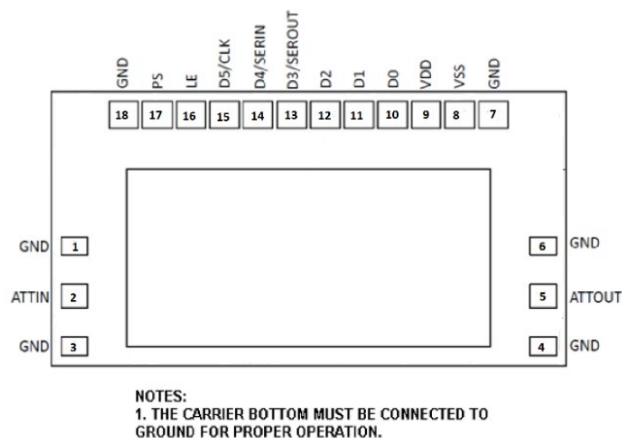 GND
PS
LE
D5/CLK
D4/SERIN
D3/SEROUT
D2
D1
D0
VDD
VSS
GND
18 17 16 15 14 13 12 11 10 9 8 7
GND 1
6 GND
ATTIN 2
5 ATTOUT
GND 3
4 GND
NOTES:
1. THE CARRIER BOTTOM MUST BE CONNECTED TO
GROUND FOR PROPER OPERATION.